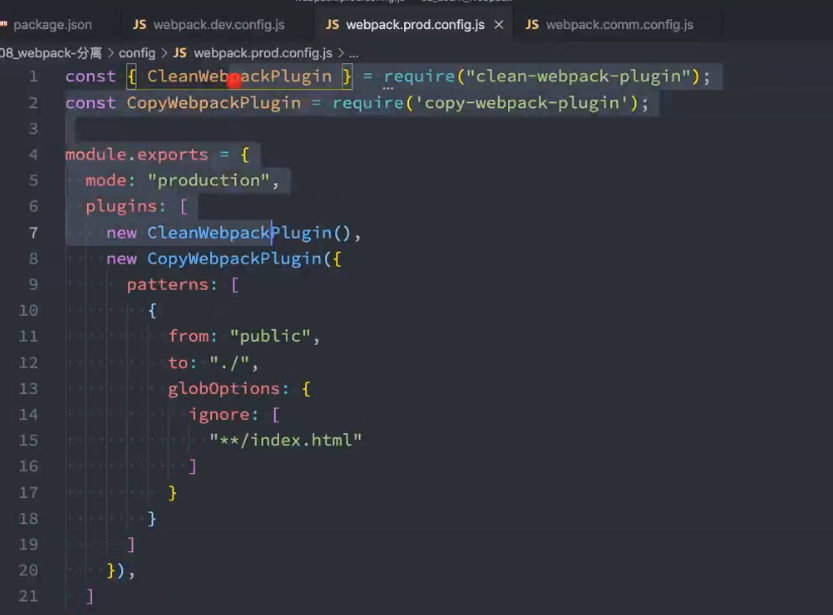 package.json JS webpack.dev.config.js JS webpack.prod.config.js × JS webpack.comm.config.js
08_webpack-分离 > config > JS webpack.prod.config.js > ...
1 const { CleanWebpackPlugin } = require("clean-webpack-plugin");
2 const CopyWebpackPlugin = require('copy-webpack-plugin');
3
4 module.exports = {
5 mode: "production",
6 plugins: [
7 new CleanWebpackPlugin(),
8 new CopyWebpackPlugin({
9 patterns: [
10 {
11 from: "public",
12 to: "./",
13 globOptions: {
14 ignore: [
15 "**/index.html"
16 ]
17 }
18 }
19 ]
20 }),
21 ]